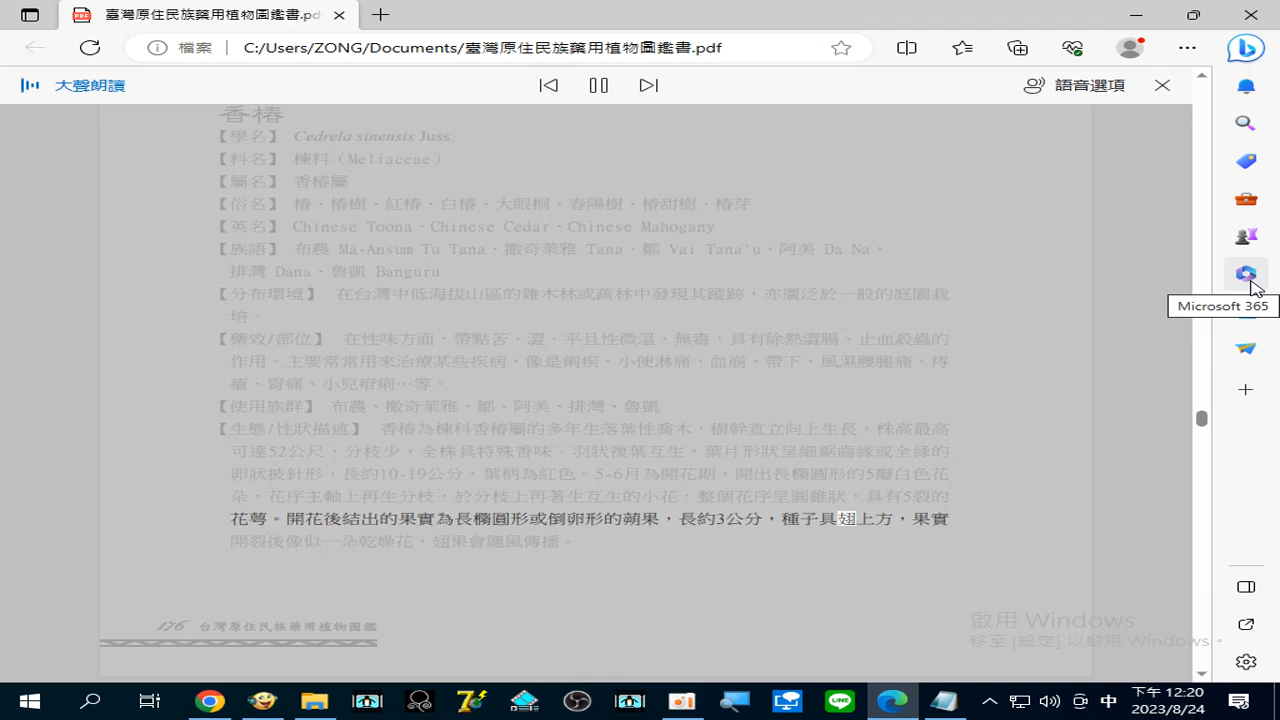 臺灣原住民族藥用植物圖鑑書.pdf
檔案 C:/Users/ZONG/Documents/臺灣原住民族藥用植物圖鑑書.pdf
大聲朗讀 語音選項
香椿
【學名】 Cedrela sinensis Juss.
【科名】 楝科（Meliaceae）
【屬名】 香椿屬
【俗名】 椿、椿樹、紅椿、白椿、大眼桐、春陽樹、椿甜樹、椿芽
【英名】 Chinese Toona、Chinese Cedar、Chinese Mahogany
【族語】 布農 Ma-Ansum Tu Tana、撒奇萊雅 Tana、鄒 Vai Tana'u、阿美 Da Na、
排灣 Dana、魯凱 Banguru
【分布環境】 在台灣中低海拔山區的雜木林或疏林中發現其蹤跡，亦廣泛於一般的庭園栽
培。
【藥效/部位】 在性味方面、帶點苦、澀、平且性微溫，無毒，具有除熱澀腸、止血殺蟲的
作用。主要常常用來治療某些疾病，像是痢疾、小便淋痛、血崩、帶下、風濕腰腿痛、痔
瘡、胃痛、小兒疳痢…等。
【使用族群】 布農、撒奇萊雅、鄒、阿美、排灣、魯凱
【生態/性狀描述】 香椿為楝科香椿屬的多年生落葉性喬木，樹幹直立向上生長，株高最高
可達52公尺，分枝少，全株具特殊香味。羽狀複葉互生，葉片形狀呈細鋸齒緣或全緣的
卵狀披針形，長約10-19公分，葉柄為紅色。5-6月為開花期，開出長橢圓形的5瓣白色花
朵，花序主軸上再生分枝，於分枝上再著生互生的小花，整個花序呈圓錐狀，具有5裂的
花萼。開花後結出的果實為長橢圓形或倒卵形的蒴果，長約3公分，種子具翅上方，果實
開裂後像似一朵乾燥花，翅果會隨風傳播。
176 台灣原住民族藥用植物圖鑑
Microsoft 365
啟用 Windows
移至 [設定] 以啟用 Windows。
LINE
中
下午 12:20
2023/8/24